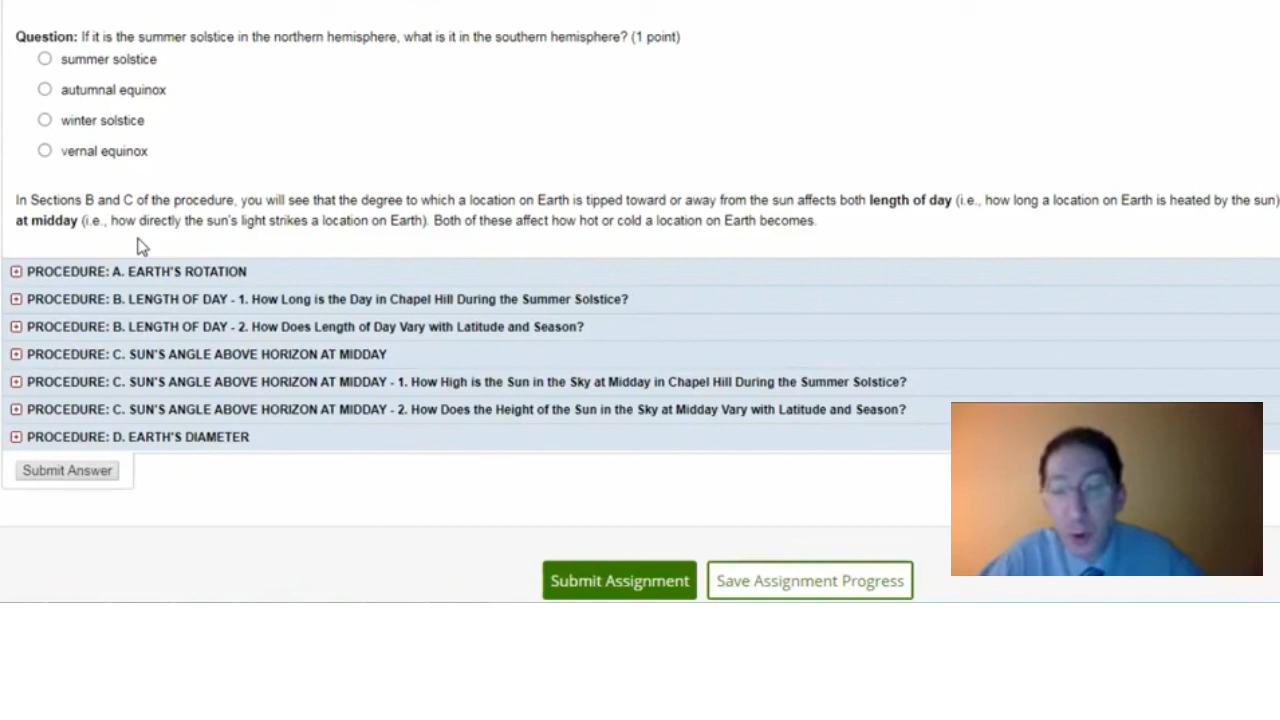 Question: If it is the summer solstice in the northern hemisphere, what is it in the southern hemisphere? (1 point)
summer solstice
autumnal equinox
winter solstice
vernal equinox
In Sections B and C of the procedure, you will see that the degree to which a location on Earth is tipped toward or away from the sun affects both length of day (i.e., how long a location on Earth is heated by the sun)
at midday (i.e., how directly the sun's light strikes a location on Earth). Both of these affect how hot or cold a location on Earth becomes.
PROCEDURE: A. EARTH'S ROTATION
PROCEDURE: B. LENGTH OF DAY - 1. How Long is the Day in Chapel Hill During the Summer Solstice?
PROCEDURE: B. LENGTH OF DAY - 2. How Does Length of Day Vary with Latitude and Season?
PROCEDURE: C. SUN'S ANGLE ABOVE HORIZON AT MIDDAY
PROCEDURE: C. SUN'S ANGLE ABOVE HORIZON AT MIDDAY - 1. How High is the Sun in the Sky at Midday in Chapel Hill During the Summer Solstice?
PROCEDURE: C. SUN'S ANGLE ABOVE HORIZON AT MIDDAY - 2. How Does the Height of the Sun in the Sky at Midday Vary with Latitude and Season?
PROCEDURE: D. EARTH'S DIAMETER
Submit Answer
Submit Assignment Save Assignment Progress